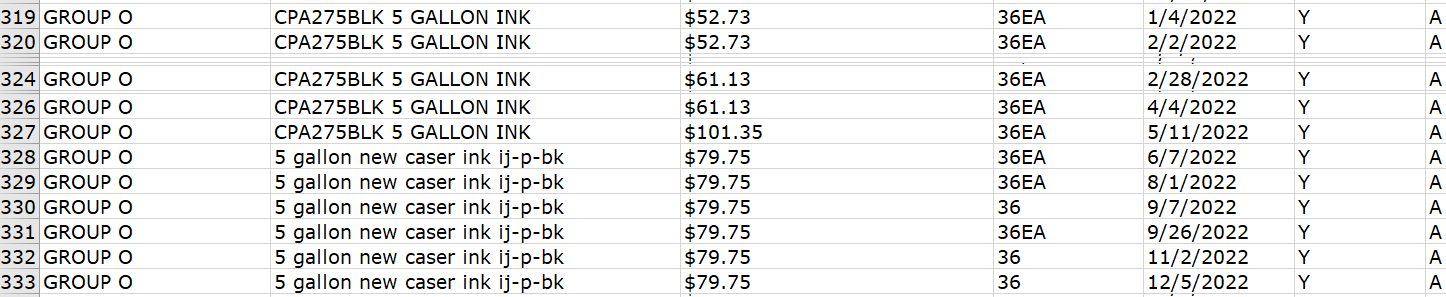 319 GROUP O CPA275BLK 5 GALLON INK $52.73 36EA 1/4/2022 Y A
320 GROUP O CPA275BLK 5 GALLON INK $52.73 36EA 2/2/2022 Y A
324 GROUP O CPA275BLK 5 GALLON INK $61.13 36EA 2/28/2022 Y A
326 GROUP O CPA275BLK 5 GALLON INK $61.13 36EA 4/4/2022 Y A
327 GROUP O CPA275BLK 5 GALLON INK $101.35 36EA 5/11/2022 Y A
328 GROUP O 5 gallon new caser ink ij-p-bk $79.75 36EA 6/7/2022 Y A
329 GROUP O 5 gallon new caser ink ij-p-bk $79.75 36EA 8/1/2022 Y A
330 GROUP O 5 gallon new caser ink ij-p-bk $79.75 36 9/7/2022 Y A
331 GROUP O 5 gallon new caser ink ij-p-bk $79.75 36EA 9/26/2022 Y A
332 GROUP O 5 gallon new caser ink ij-p-bk $79.75 36 11/2/2022 Y A
333 GROUP O 5 gallon new caser ink ij-p-bk $79.75 36 12/5/2022 Y A